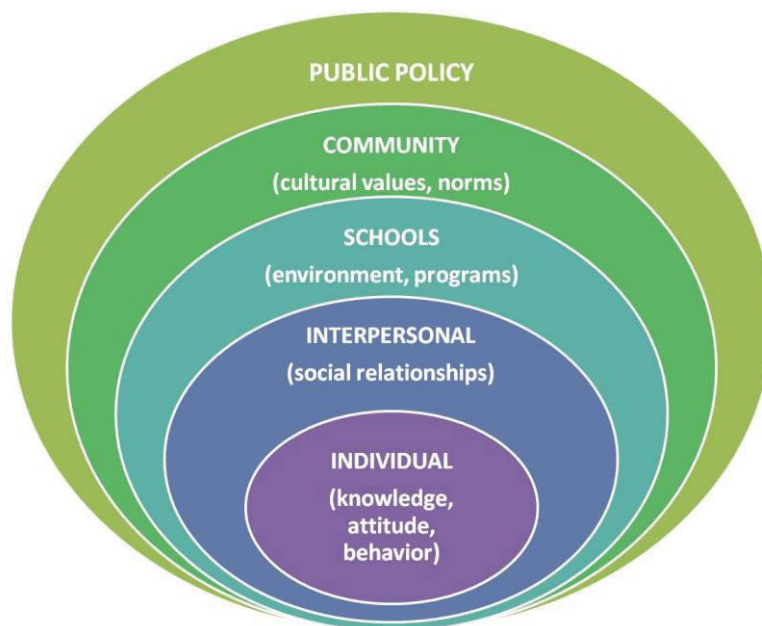 PUBLIC POLICY
COMMUNITY
(cultural values, norms)
SCHOOLS
(environment, programs)
INTERPERSONAL
(social relationships)
INDIVIDUAL
(knowledge,
attitude,
behavior)